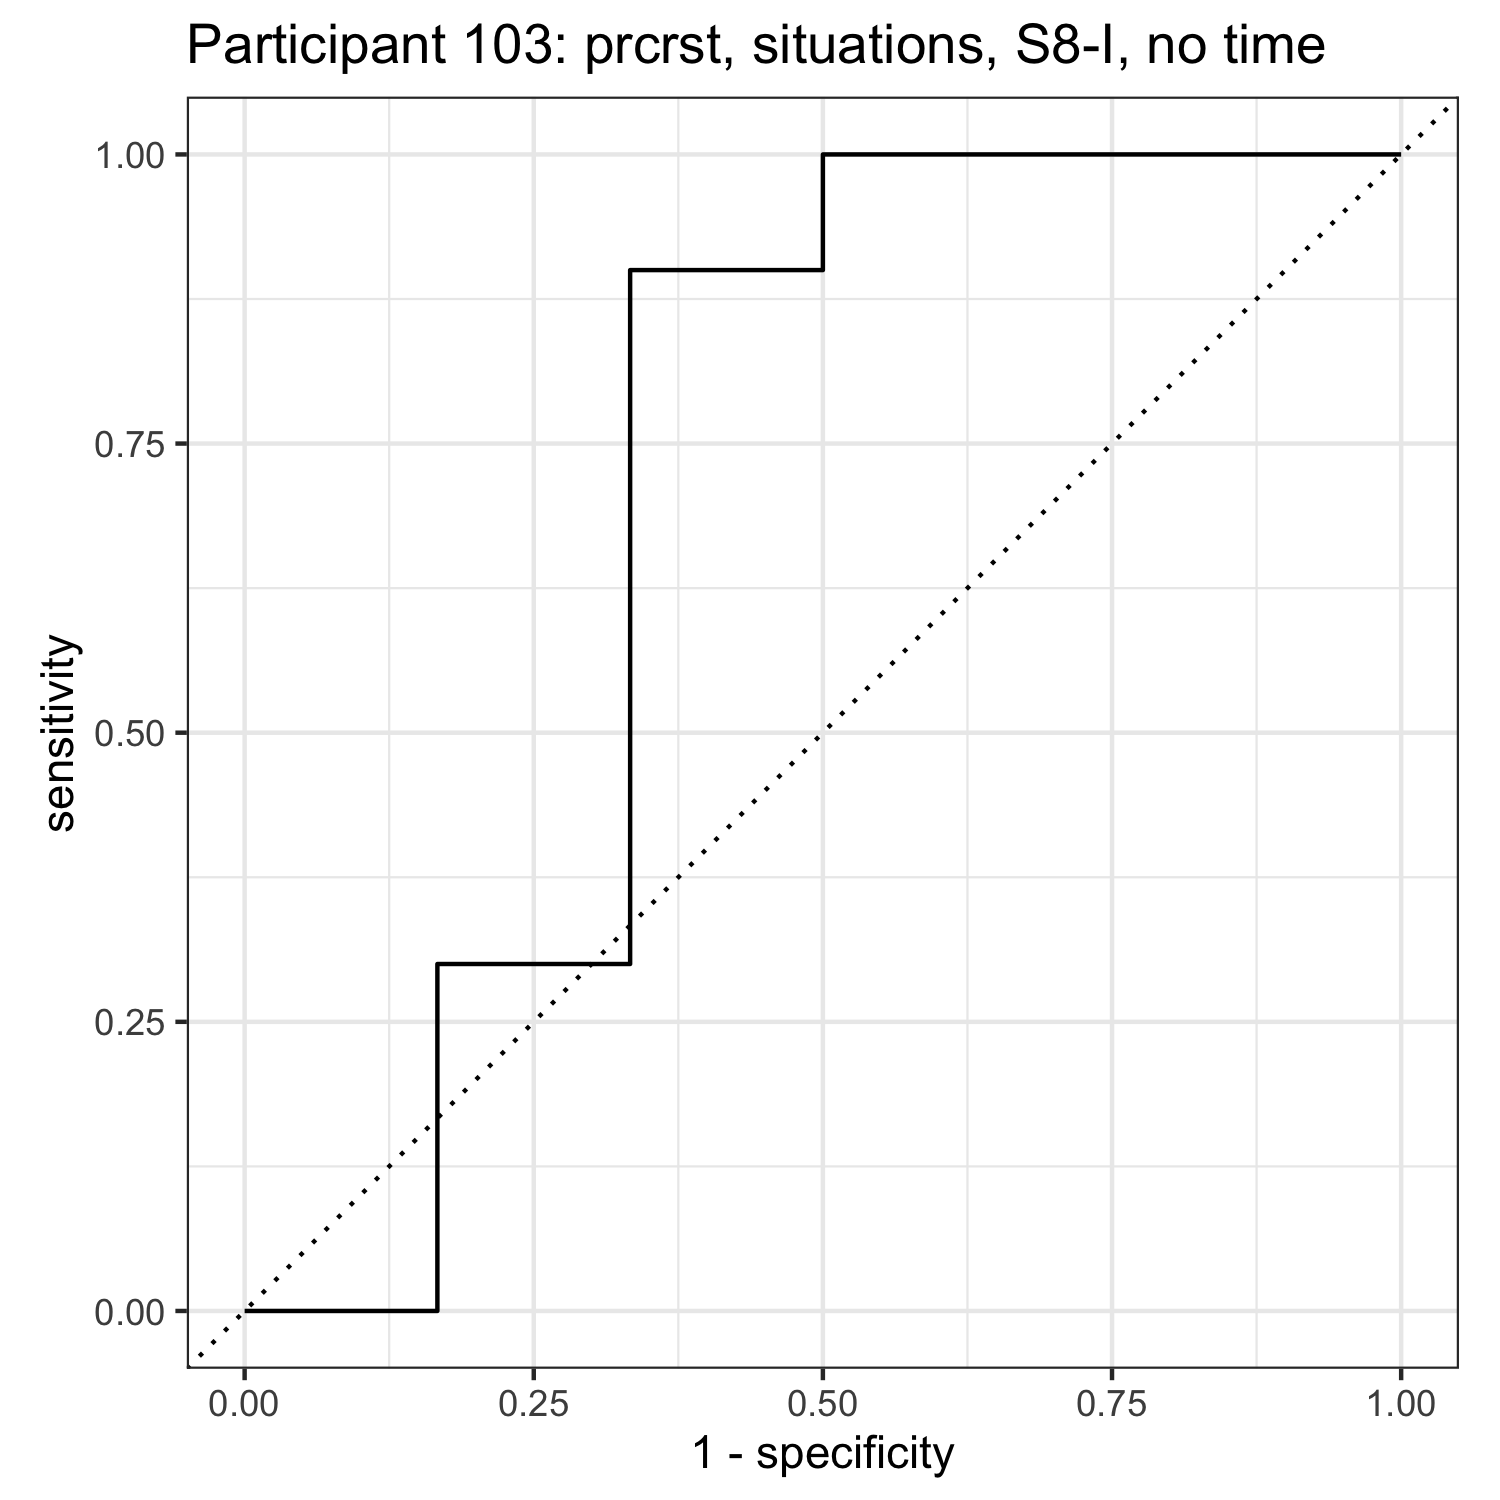 Participant 103: prcrst, situations, S8-I, no time
1.00
0.75
0.50
0.25
0.00
sensitivity
0.00 0.25 0.50 0.75 1.00
1 - specificity